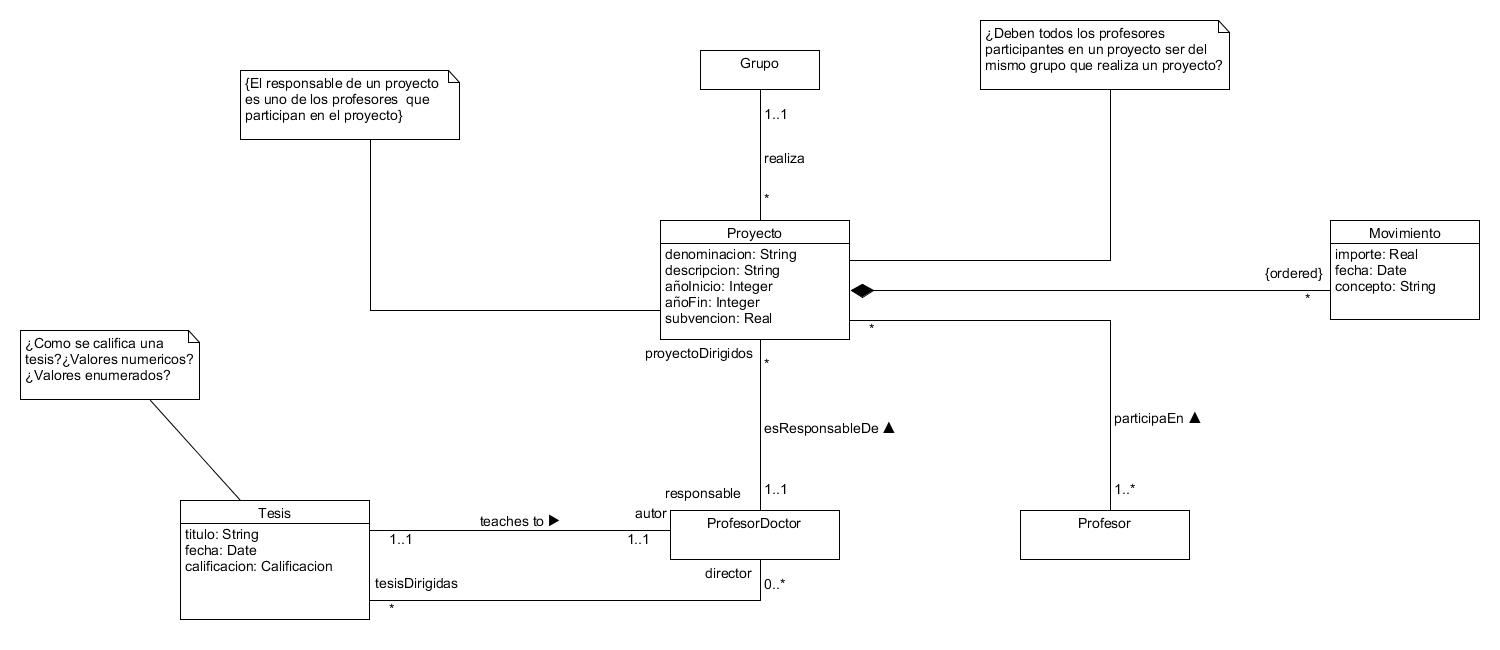 ¿Deben todos los profesores
participantes en un proyecto ser del
mismo grupo que realiza un proyecto?
Grupo
{El responsable de un proyecto
es uno de los profesores  que
participan en el proyecto}
1..1
realiza
*
Proyecto
denominacion: String
descripcion: String
añoInicio: Integer
añoFin: Integer
subvencion: Real
Movimiento
importe: Real
fecha: Date
concepto: String
{ordered}
*
*
¿Como se califica una
tesis?¿Valores numericos?
¿Valores enumerados?
proyectoDirigidos
*
esResponsableDe ▲
participaEn ▲
responsable
1..1
1..*
Tesis
titulo: String
fecha: Date
calificacion: Calificacion
teaches to ▶
autor
1..1
1..1
ProfesorDoctor
Profesor
tesisDirigidas
*
director
0..*